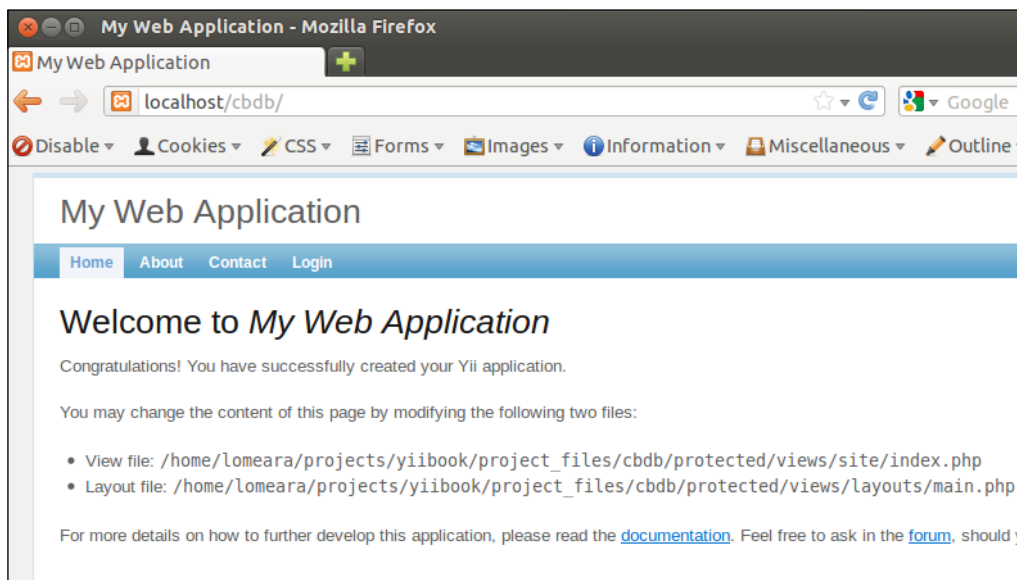 My Web Application - Mozilla Firefox
My Web Application
localhost/cbdb/ Google
Disable Cookies CSS Forms Images Information Miscellaneous Outline
My Web Application
Home About Contact Login
Welcome to My Web Application
Congratulations! You have successfully created your Yii application.
You may change the content of this page by modifying the following two files:
• View file: /home/lomeara/projects/yiibook/project_files/cbdb/protected/views/site/index.php
• Layout file: /home/lomeara/projects/yiibook/project_files/cbdb/protected/views/layouts/main.php
For more details on how to further develop this application, please read the documentation. Feel free to ask in the forum, should